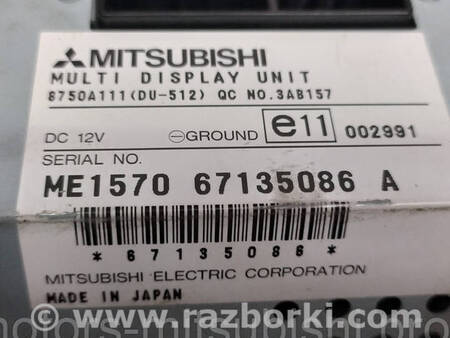 MITSUBISHI
MULTI DISPLAY UNIT
8750A111(DU-512) QC NO.3AB157
DC 12V ⊖GROUND e11 002991
SERIAL NO.
ME1570 67135086 A
*67135086*
MITSUBISHI ELECTRIC CORPORATION
MADE IN JAPAN
www.razborki.com